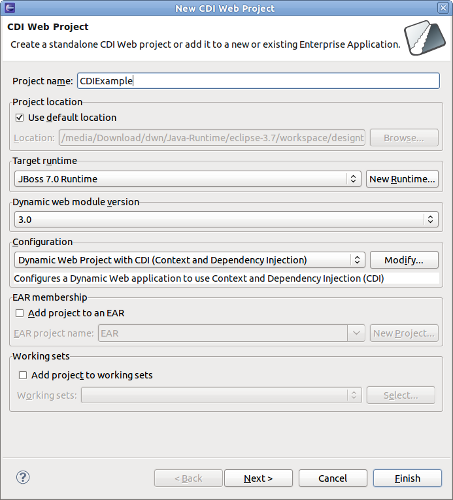 New CDI Web Project
CDI Web Project
Create a standalone CDI Web project or add it to a new or existing Enterprise Application.
Project name: CDIExample
Project location
Use default location
Location: /media/Download/dwn/Java-Runtime/eclipse-3.7/workspace/designt Browse...
Target runtime
JBoss 7.0 Runtime New Runtime...
Dynamic web module version
3.0
Configuration
Dynamic Web Project with CDI (Context and Dependency Injection) Modify...
Configures a Dynamic Web application to use Context and Dependency Injection (CDI)
EAR membership
Add project to an EAR
EAR project name: EAR New Project...
Working sets
Add project to working sets
Working sets: Select...
? < Back Next > Cancel Finish